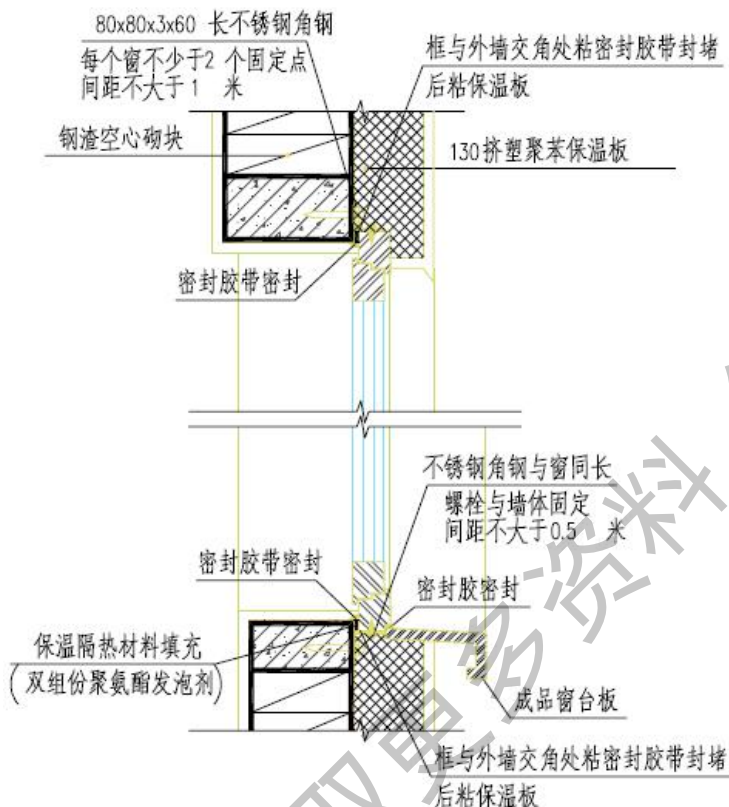 80x80x3x60 长不锈钢角钢
每个窗不少于2 个固定点
间距不大于1 米
框与外墙交角处粘密封胶带封堵
后粘保温板
钢渣空心砌块
130挤塑聚苯保温板
密封胶带密封
不锈钢角钢与窗同长
螺栓与墙体固定
间距不大于0.5 米
密封胶带密封
密封胶密封
保温隔热材料填充
(双组份聚氨酯发泡剂)
成品窗台板
框与外墙交角处粘密封胶带封堵
后粘保温板
取更多资料